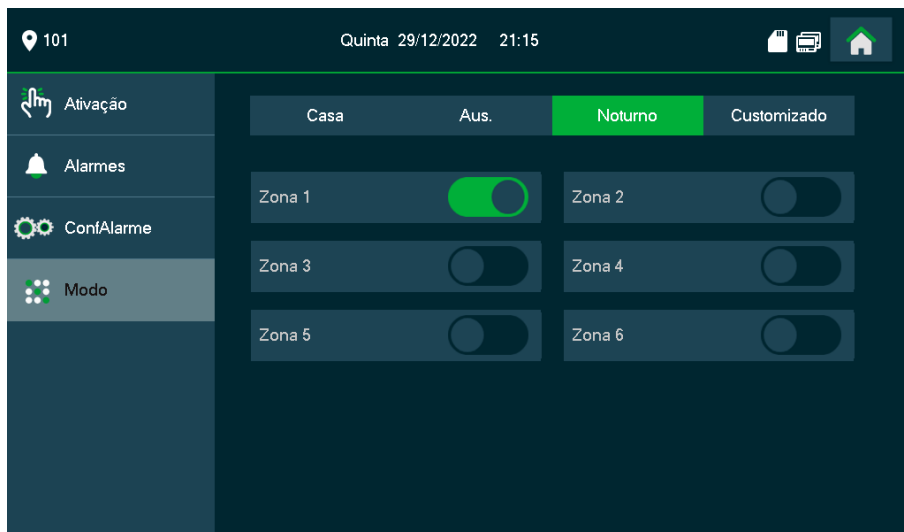 101 Quinta 29/12/2022 21:15
Ativação
Alarmes
ConfAlarme
Modo
Casa Aus. Noturno Customizado
Zona 1 Zona 2
Zona 3 Zona 4
Zona 5 Zona 6